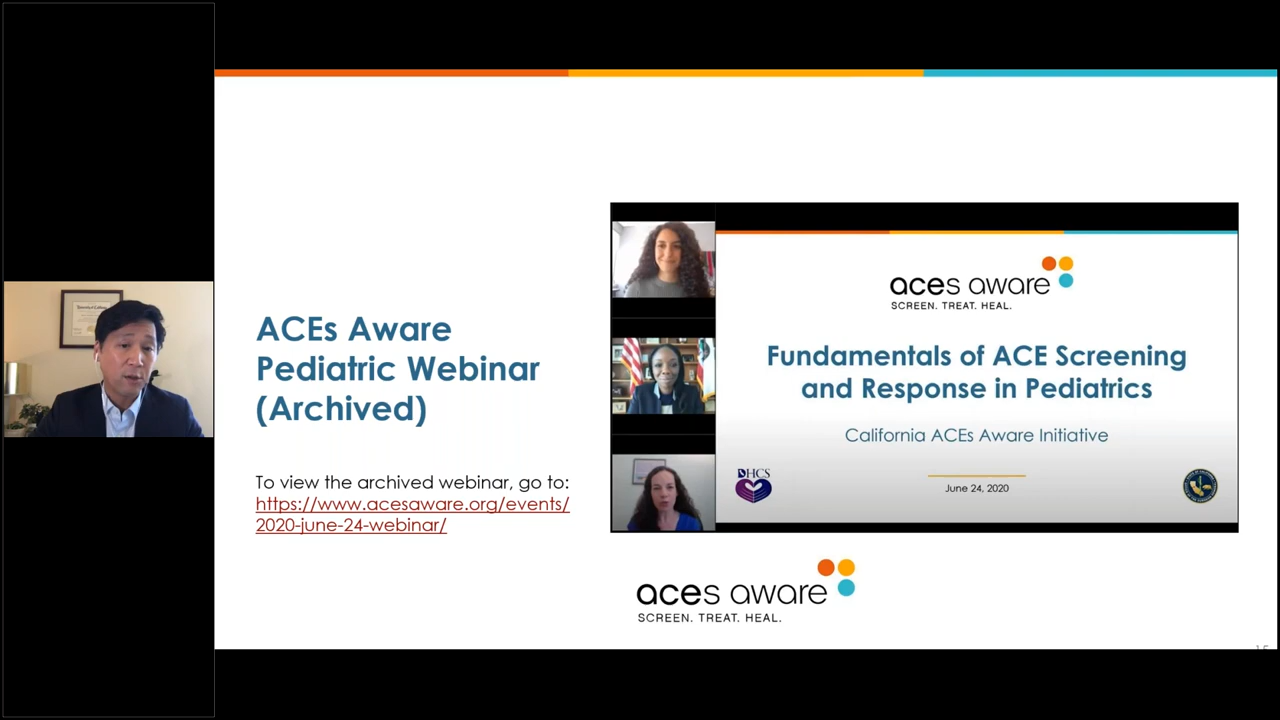 ACEs Aware
Pediatric Webinar
(Archived)
To view the archived webinar, go to:
https://www.acesaware.org/events/
2020-june-24-webinar/
aces aware
SCREEN. TREAT. HEAL.
Fundamentals of ACE Screening
and Response in Pediatrics
California ACEs Aware Initiative
DHCS
June 24, 2020
aces aware
SCREEN. TREAT. HEAL.